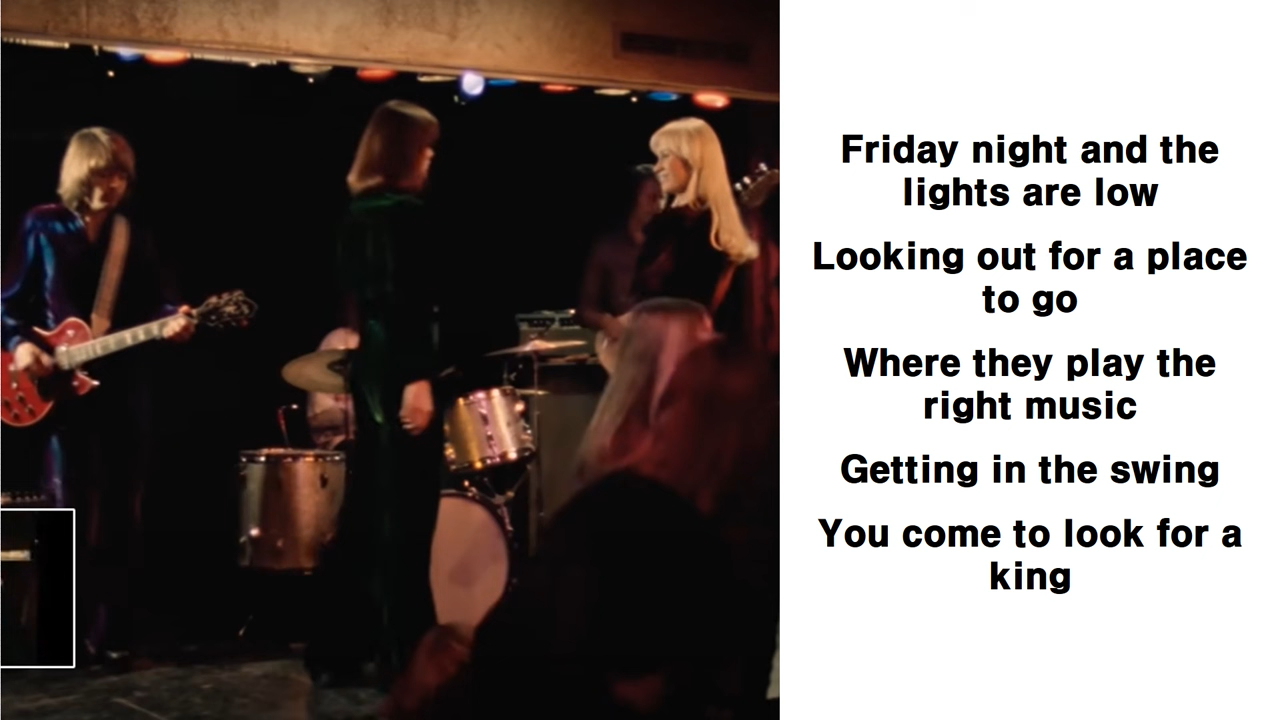 Friday night and the
lights are low
Looking out for a place
to go
Where they play the
right music
Getting in the swing
You come to look for a
king